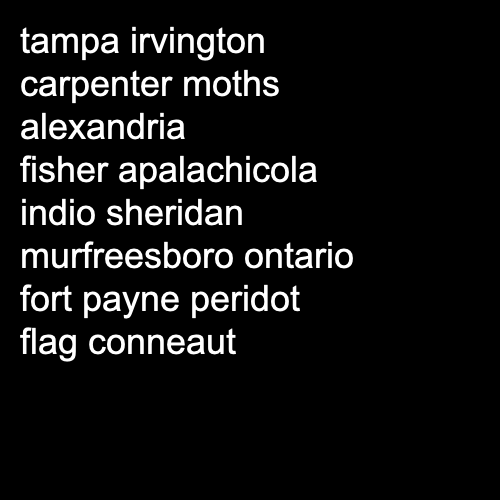 tampa irvington
carpenter moths
alexandria
fisher apalachicola
indio sheridan
murfreesboro ontario
fort payne peridot
flag conneaut